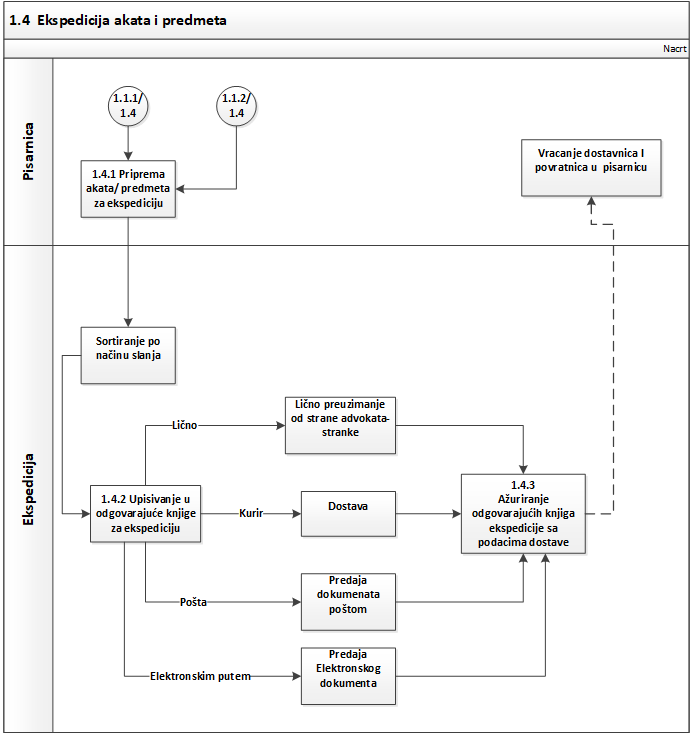 1.4 Ekspedicija akata i predmeta
Nacrt
Pisarnica
1.1.1/
1.4
1.1.2/
1.4
1.4.1 Priprema
akata/ predmeta
za ekspediciju
Vracanje dostavnica I
povratnica u pisarnicu
Ekspedicija
Sortiranje po
načinu slanja
Lično
Lično preuzimanje
od strane advokata-
stranke
1.4.2 Upisivanje u
odgovarajuće knjige
za ekspediciju
Kurir
Dostava
1.4.3
Ažuriranje
odgovarajućih knjiga
ekspedicije sa
podacima dostave
Pošta
Predaja
dokumenata
poštom
Elektronskim putem
Predaja
Elektronskog
dokumenta